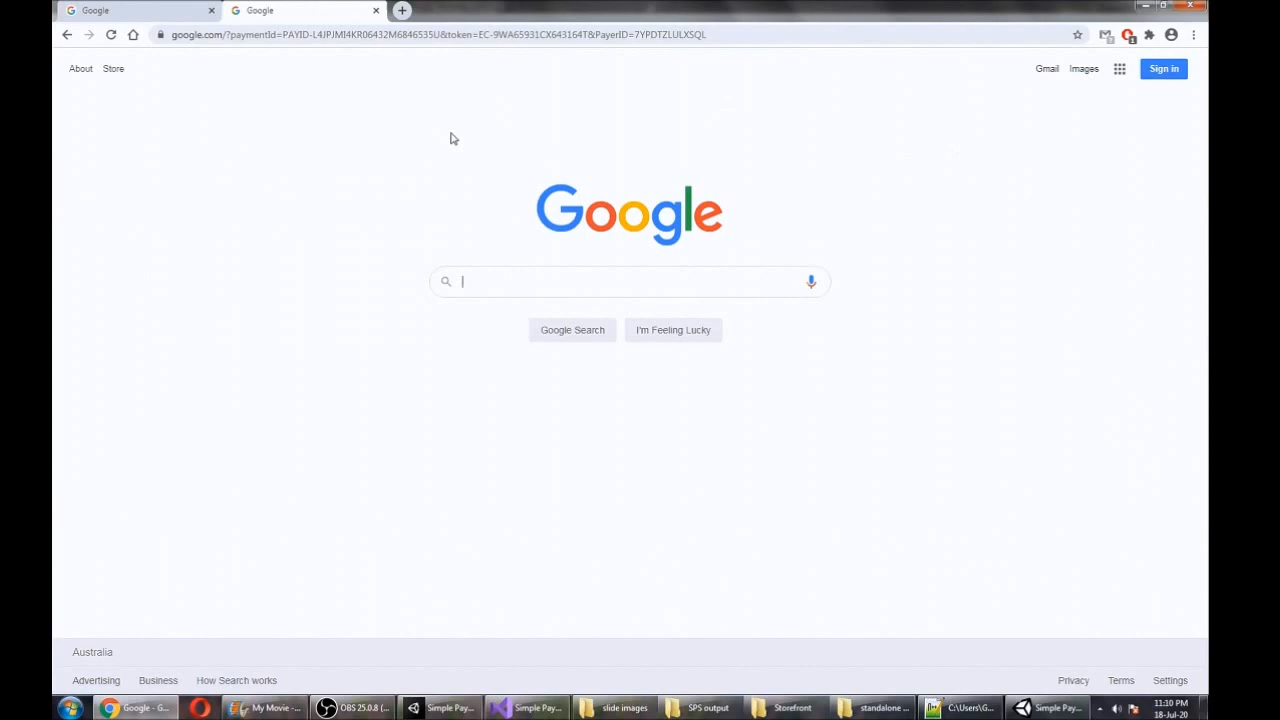 Google
Google
google.com/?paymentId=PAYID-L4JPJMI4KR06432M6846535U&token=EC-9WA65931CX643164T&PayerID=7YPDTZLULXSQL
About Store
Gmail Images Sign in
Google
Google Search I'm Feeling Lucky
Australia
Advertising Business How Search works
Privacy Terms Settings
Google - G...
My Movie -...
OBS 25.0.8 (...
Simple Pay...
Simple Pay...
slide images
SPS output
Storefront
standalone ...
C:\Users\G...
Simple Pay...
11:10 PM
18-Jul-20